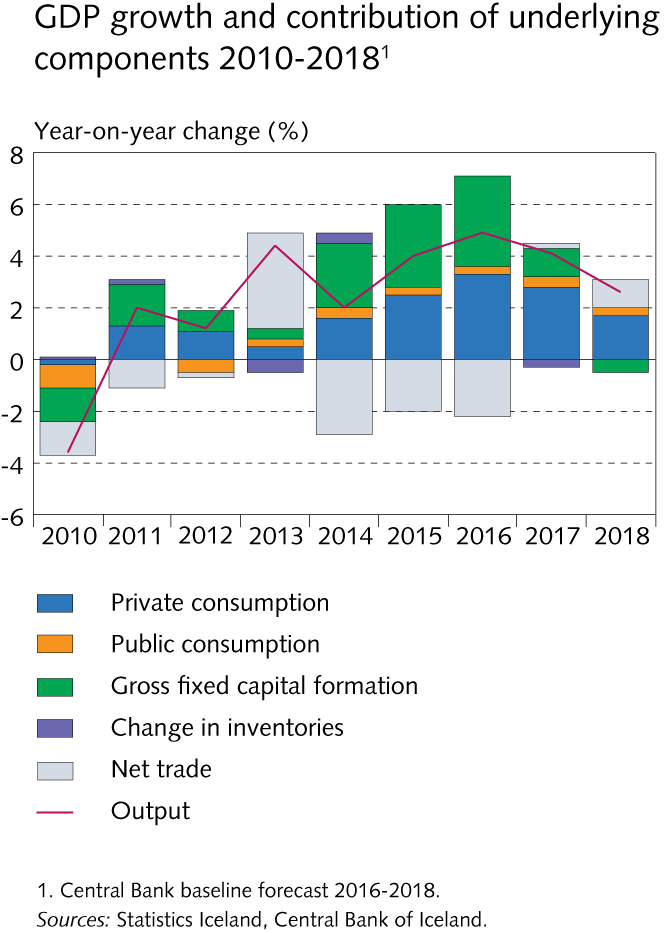 GDP growth and contribution of underlying
components 2010-2018¹
Year-on-year change (%)
8
6
4
2
0
-2
-4
-6
2010 2011 2012 2013 2014 2015 2016 2017 2018
Private consumption
Public consumption
Gross fixed capital formation
Change in inventories
Net trade
Output
1. Central Bank baseline forecast 2016-2018.
Sources: Statistics Iceland, Central Bank of Iceland.